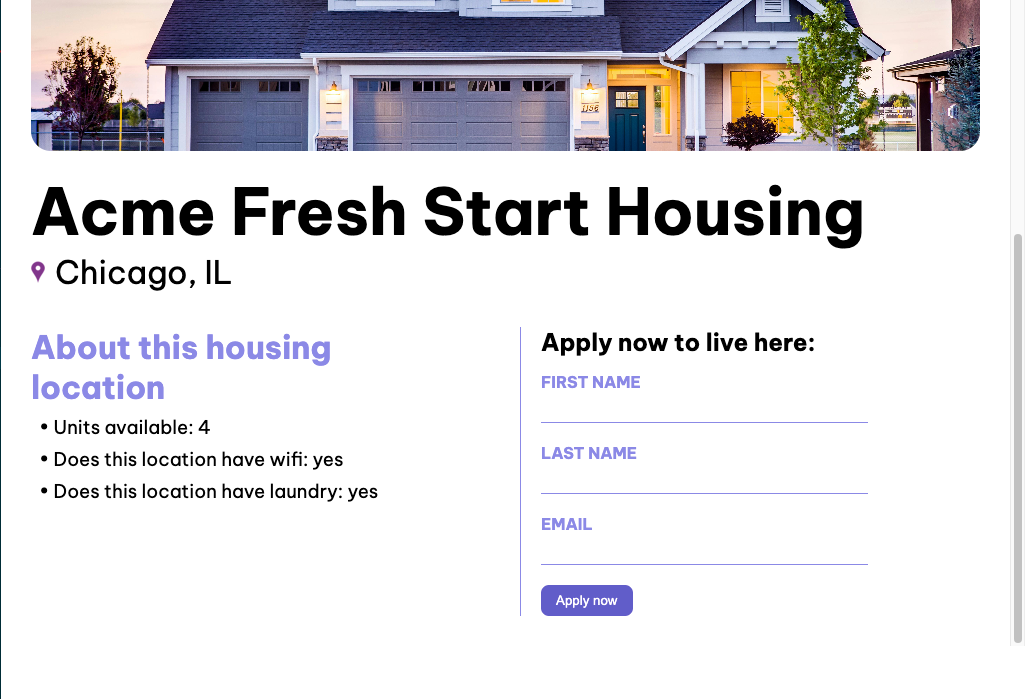 1156
Acme Fresh Start Housing
Chicago, IL
About this housing
location
• Units available: 4
• Does this location have wifi: yes
• Does this location have laundry: yes
Apply now to live here:
FIRST NAME
LAST NAME
EMAIL
Apply now